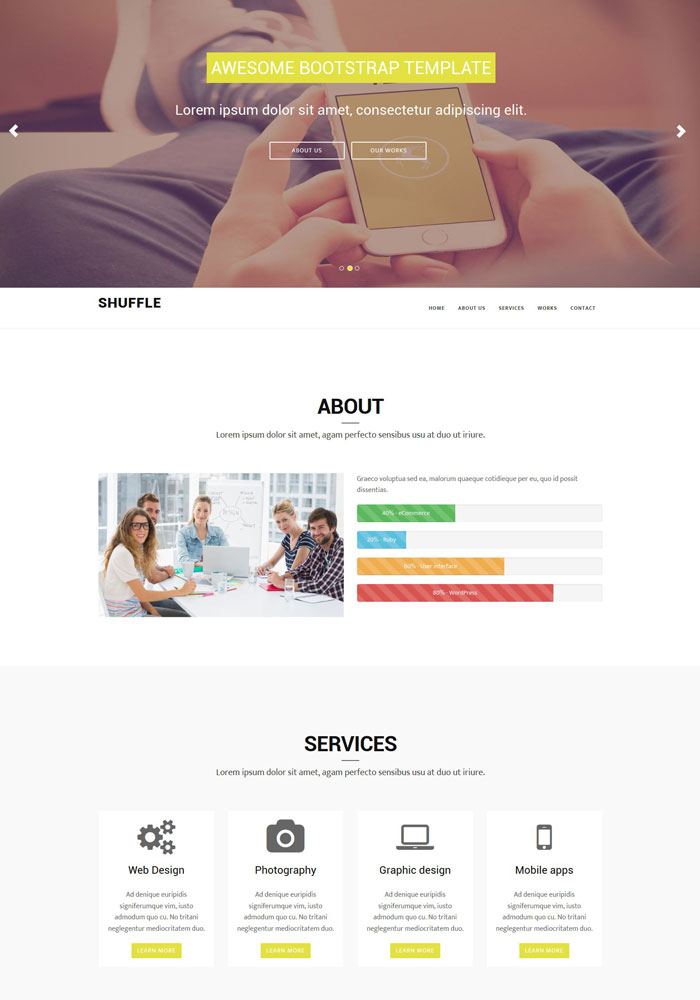 AWESOME BOOTSTRAP TEMPLATE
Lorem ipsum dolor sit amet, consectetur adipiscing elit.
ABOUT US
OUR WORKS
SHUFFLE
HOME ABOUT US SERVICES WORKS CONTACT
ABOUT
Lorem ipsum dolor sit amet, agam perfecto sensibus usu at duo ut iriure.
Graeco voluptua sed ea, malorum quaeque cotidieque per eu, quo id possit
dissentias.
40% - eCommerce
20% - Ruby
60% - User interface
80% - WordPress
SERVICES
Lorem ipsum dolor sit amet, agam perfecto sensibus usu at duo ut iriure.
Web Design
Ad denique euripidis
signiferumque vim, iusto
admodum quo cu. No tritani
neglegentur mediocritatem duo.
LEARN MORE
Photography
Ad denique euripidis
signiferumque vim, iusto
admodum quo cu. No tritani
neglegentur mediocritatem duo.
LEARN MORE
Graphic design
Ad denique euripidis
signiferumque vim, iusto
admodum quo cu. No tritani
neglegentur mediocritatem duo.
LEARN MORE
Mobile apps
Ad denique euripidis
signiferumque vim, iusto
admodum quo cu. No tritani
neglegentur mediocritatem duo.
LEARN MORE